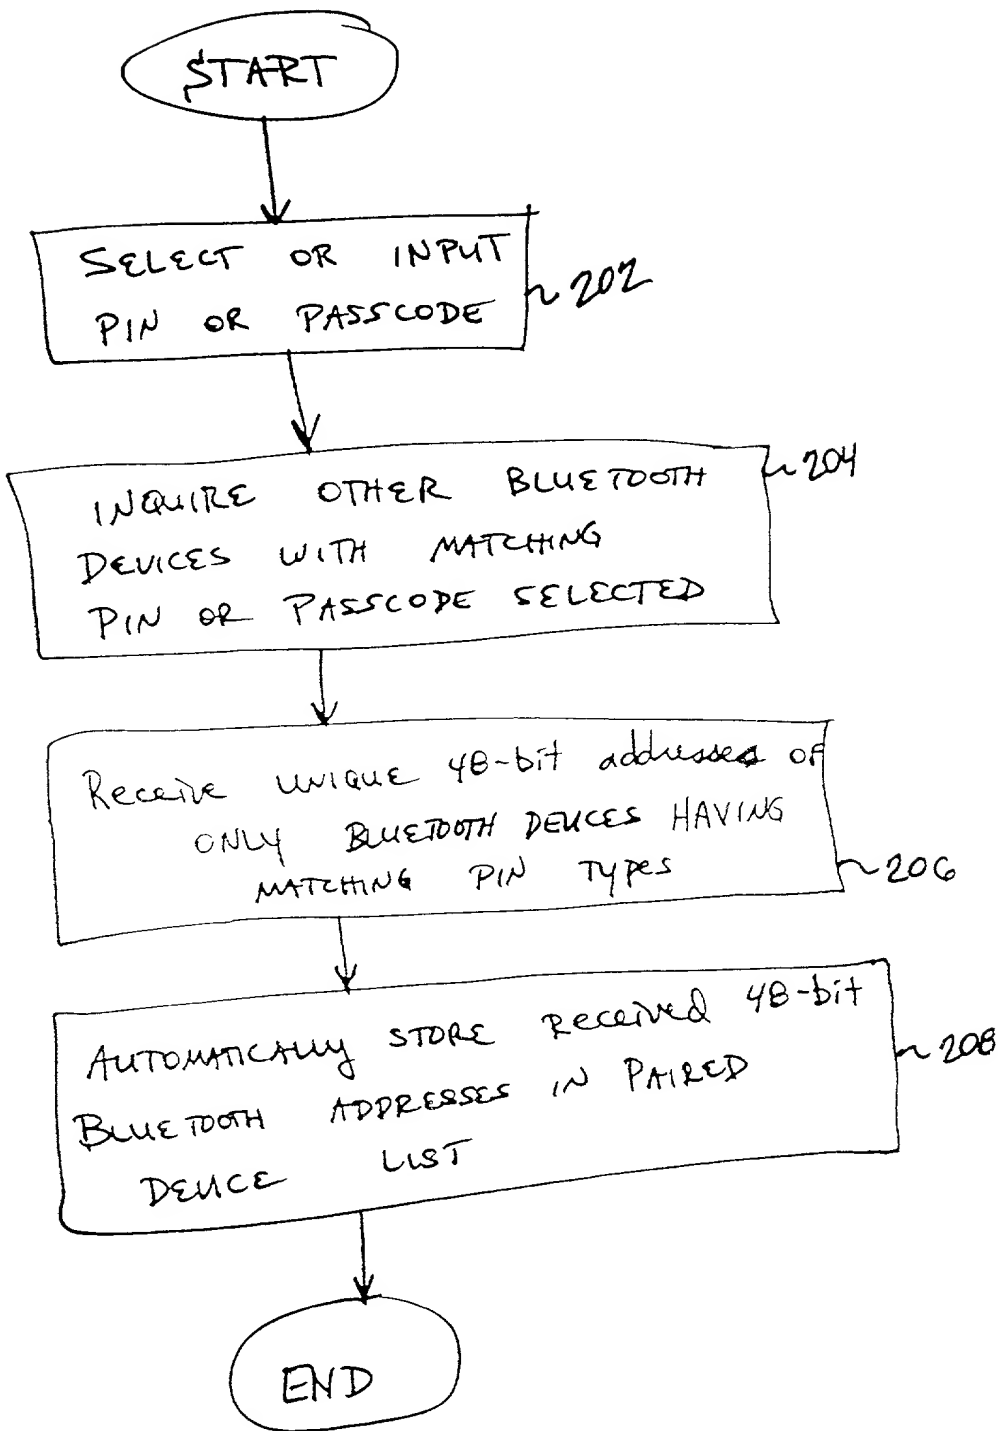 START
SELECT OR INPUT
PIN OR PASSCODE
202
INQUIRE OTHER BLUETOOTH
DEVICES WITH MATCHING
PIN OR PASSCODE SELECTED
204
Receive UNIQUE 48-bit addresses of
ONLY BLUETOOTH DEVICES HAVING
MATCHING PIN TYPES
206
AUTOMATICALLY STORE Received 48-bit
BLUETOOTH ADDRESSES IN PAIRED
DEVICE LIST
208
END